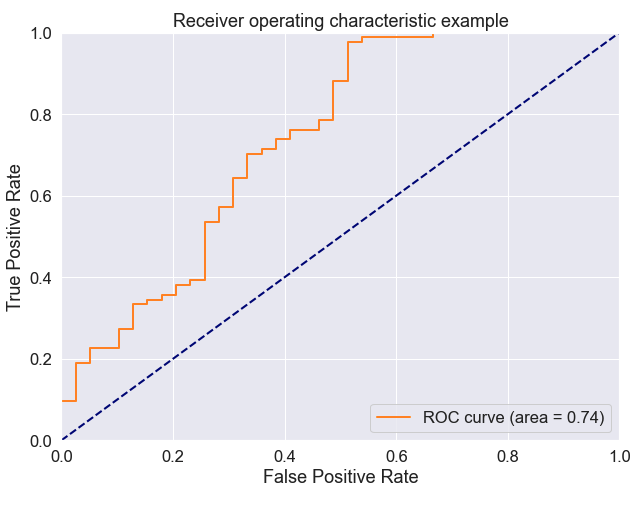 Receiver operating characteristic example
True Positive Rate
1.0
0.8
0.6
0.4
0.2
0.0
ROC curve (area = 0.74)
0.0 0.2 0.4 0.6 0.8 1.0
False Positive Rate